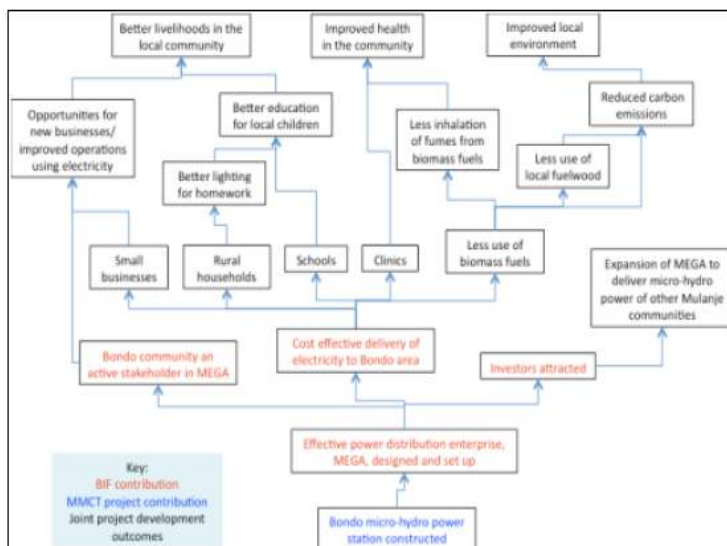 Better livelihoods in the
local community
Improved health
in the community
Improved local
environment
Opportunities for
new businesses/
improved operations
using electricity
Better education
for local children
Less inhalation
of fumes from
biomass fuels
Reduced carbon
emissions
Better lighting
for homework
Less use of
local fuelwood
Small
businesses
Rural
households
Schools
Clinics
Less use of
biomass fuels
Expansion of MEGA to
deliver micro-hydro
power of other Mulanje
communities
Bondo community an
active stakeholder in MEGA
Cost effective delivery of
electricity to Bondo area
Investors attracted
Effective power distribution enterprise,
MEGA, designed and set up
Key:
BIF contribution
MMCT project contribution
Joint project development
outcomes
Bondo micro-hydro power
station constructed